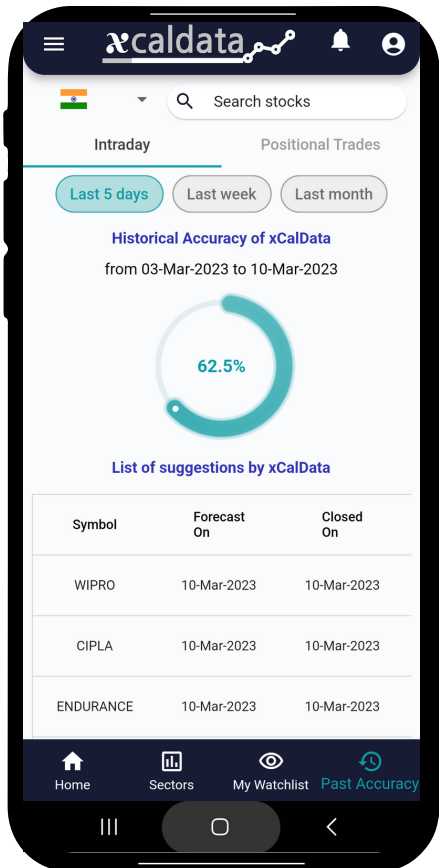 xcaldata
Search stocks
Intraday Positional Trades
Last 5 days Last week Last month
Historical Accuracy of xCalData
from 03-Mar-2023 to 10-Mar-2023
62.5%
List of suggestions by xCalData
Symbol Forecast On Closed On
WIPRO 10-Mar-2023 10-Mar-2023
CIPLA 10-Mar-2023 10-Mar-2023
ENDURANCE 10-Mar-2023 10-Mar-2023
Home Sectors My Watchlist Past Accuracy